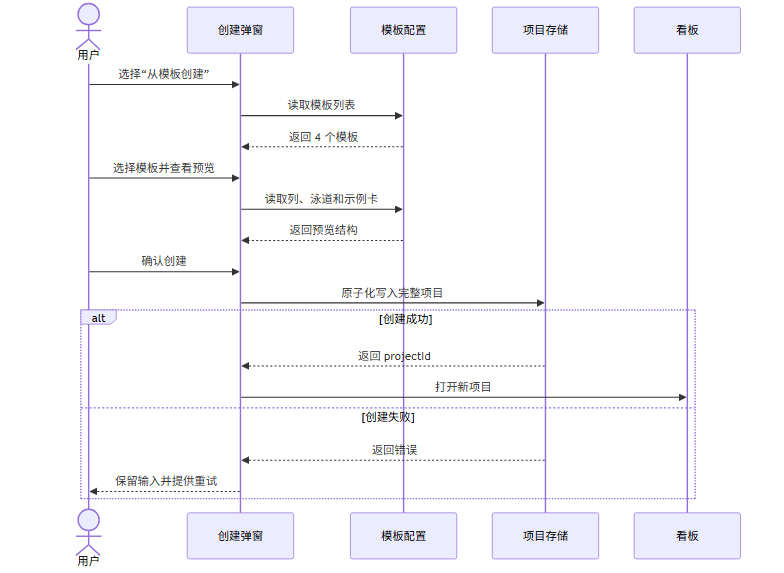 用户
创建弹窗
模板配置
项目存储
看板
选择“从模板创建”
读取模板列表
返回 4 个模板
选择模板并查看预览
读取列、泳道和示例卡
返回预览结构
确认创建
原子化写入完整项目
alt
[创建成功]
返回 projectId
打开新项目
[创建失败]
返回错误
保留输入并提供重试
用户
创建弹窗
模板配置
项目存储
看板